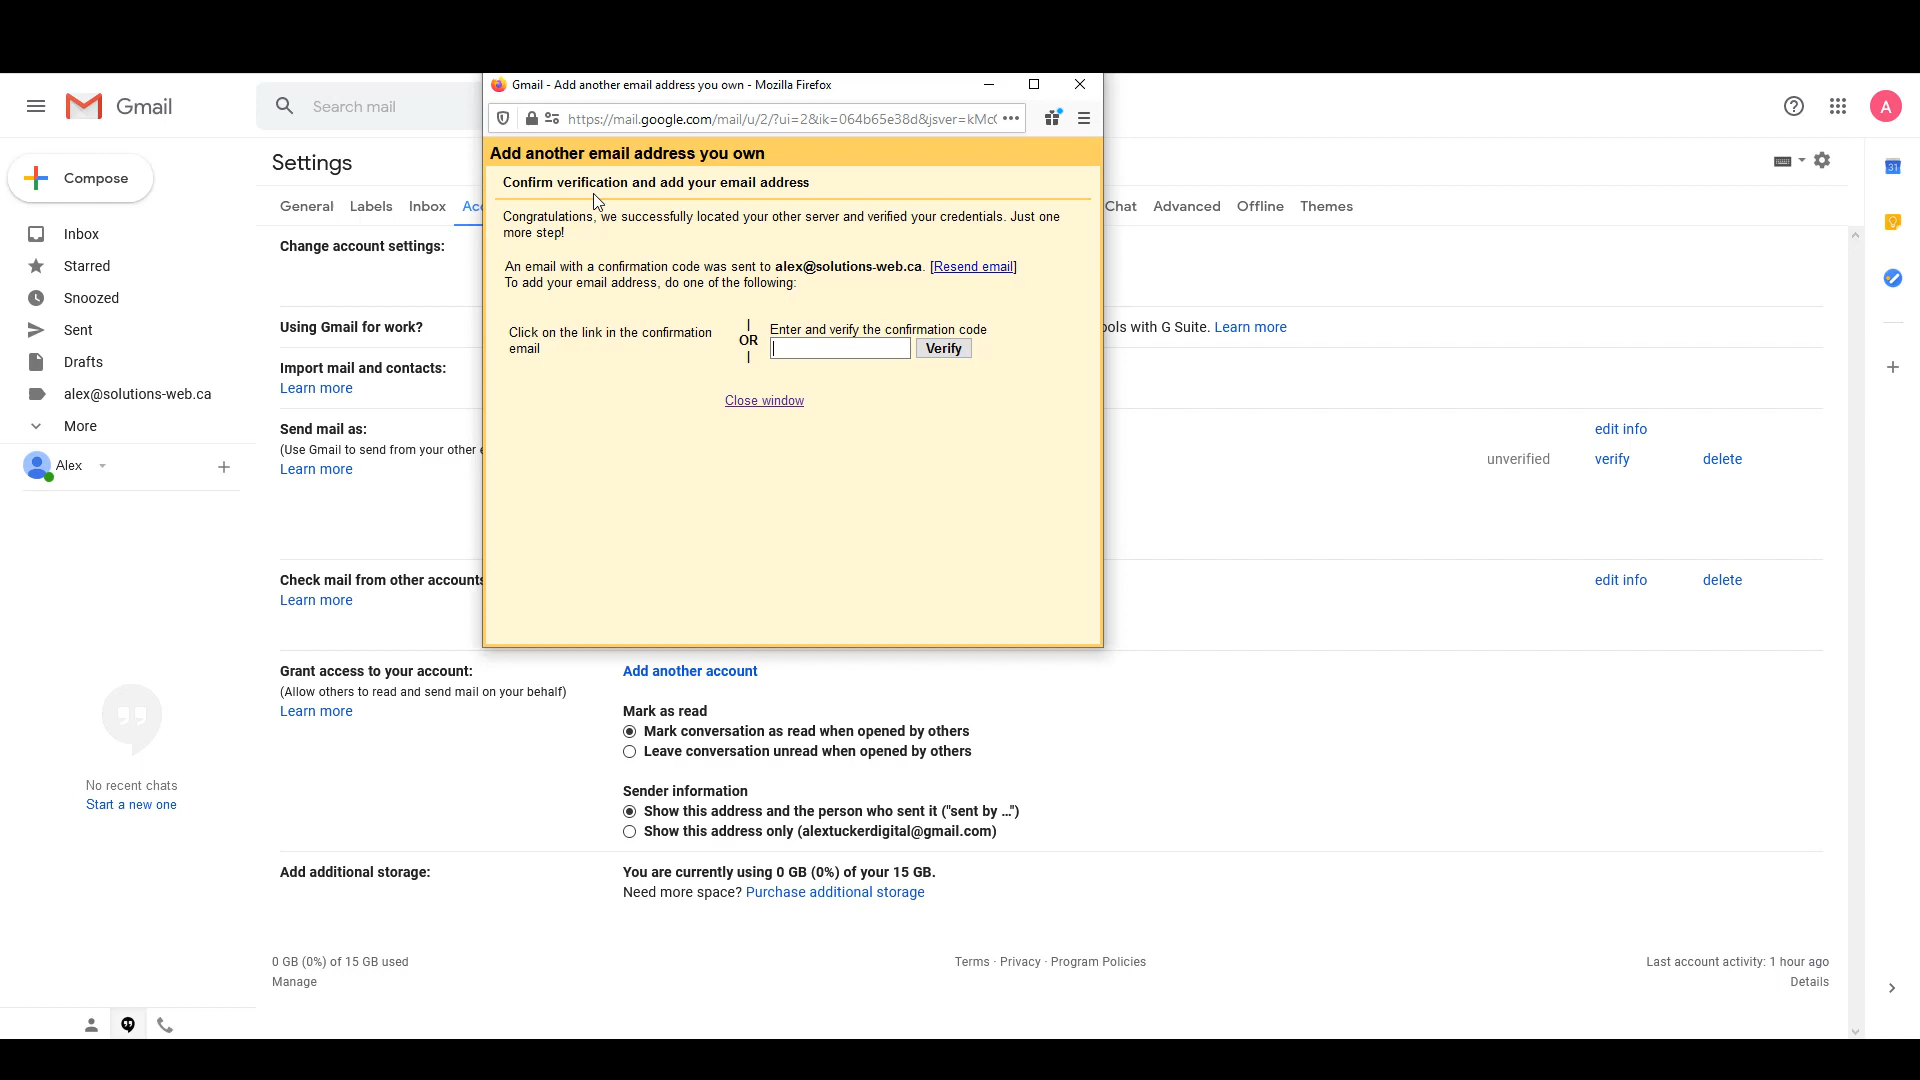 Gmail - Add another email address you own - Mozilla Firefox
https://mail.google.com/mail/u/2/?ui=2&ik=064b65e38d&jsver=kMc
Gmail
Search mail
A
Add another email address you own
Confirm verification and add your email address
Congratulations, we successfully located your other server and verified your credentials. Just one
more step!
An email with a confirmation code was sent to alex@solutions-web.ca. [Resend email]
To add your email address, do one of the following:
Click on the link in the confirmation
email
|
OR
|
Enter and verify the confirmation code
Verify
Close window
Compose
Inbox
Starred
Snoozed
Sent
Drafts
alex@solutions-web.ca
More
Alex
No recent chats
Start a new one
Settings
General Labels Inbox Acc Chat Advanced Offline Themes
Change account settings:
Using Gmail for work? ools with G Suite. Learn more
Import mail and contacts:
Learn more
Send mail as: edit info
(Use Gmail to send from your other e
unverified verify delete
Learn more
Check mail from other accounts edit info delete
Learn more
Grant access to your account: Add another account
(Allow others to read and send mail on your behalf)
Learn more
Mark as read
Mark conversation as read when opened by others
Leave conversation unread when opened by others
Sender information
Show this address and the person who sent it ("sent by ...")
Show this address only (alextuckerdigital@gmail.com)
Add additional storage: You are currently using 0 GB (0%) of your 15 GB.
Need more space? Purchase additional storage
0 GB (0%) of 15 GB used
Manage
Terms · Privacy · Program Policies
Last account activity: 1 hour ago
Details
31